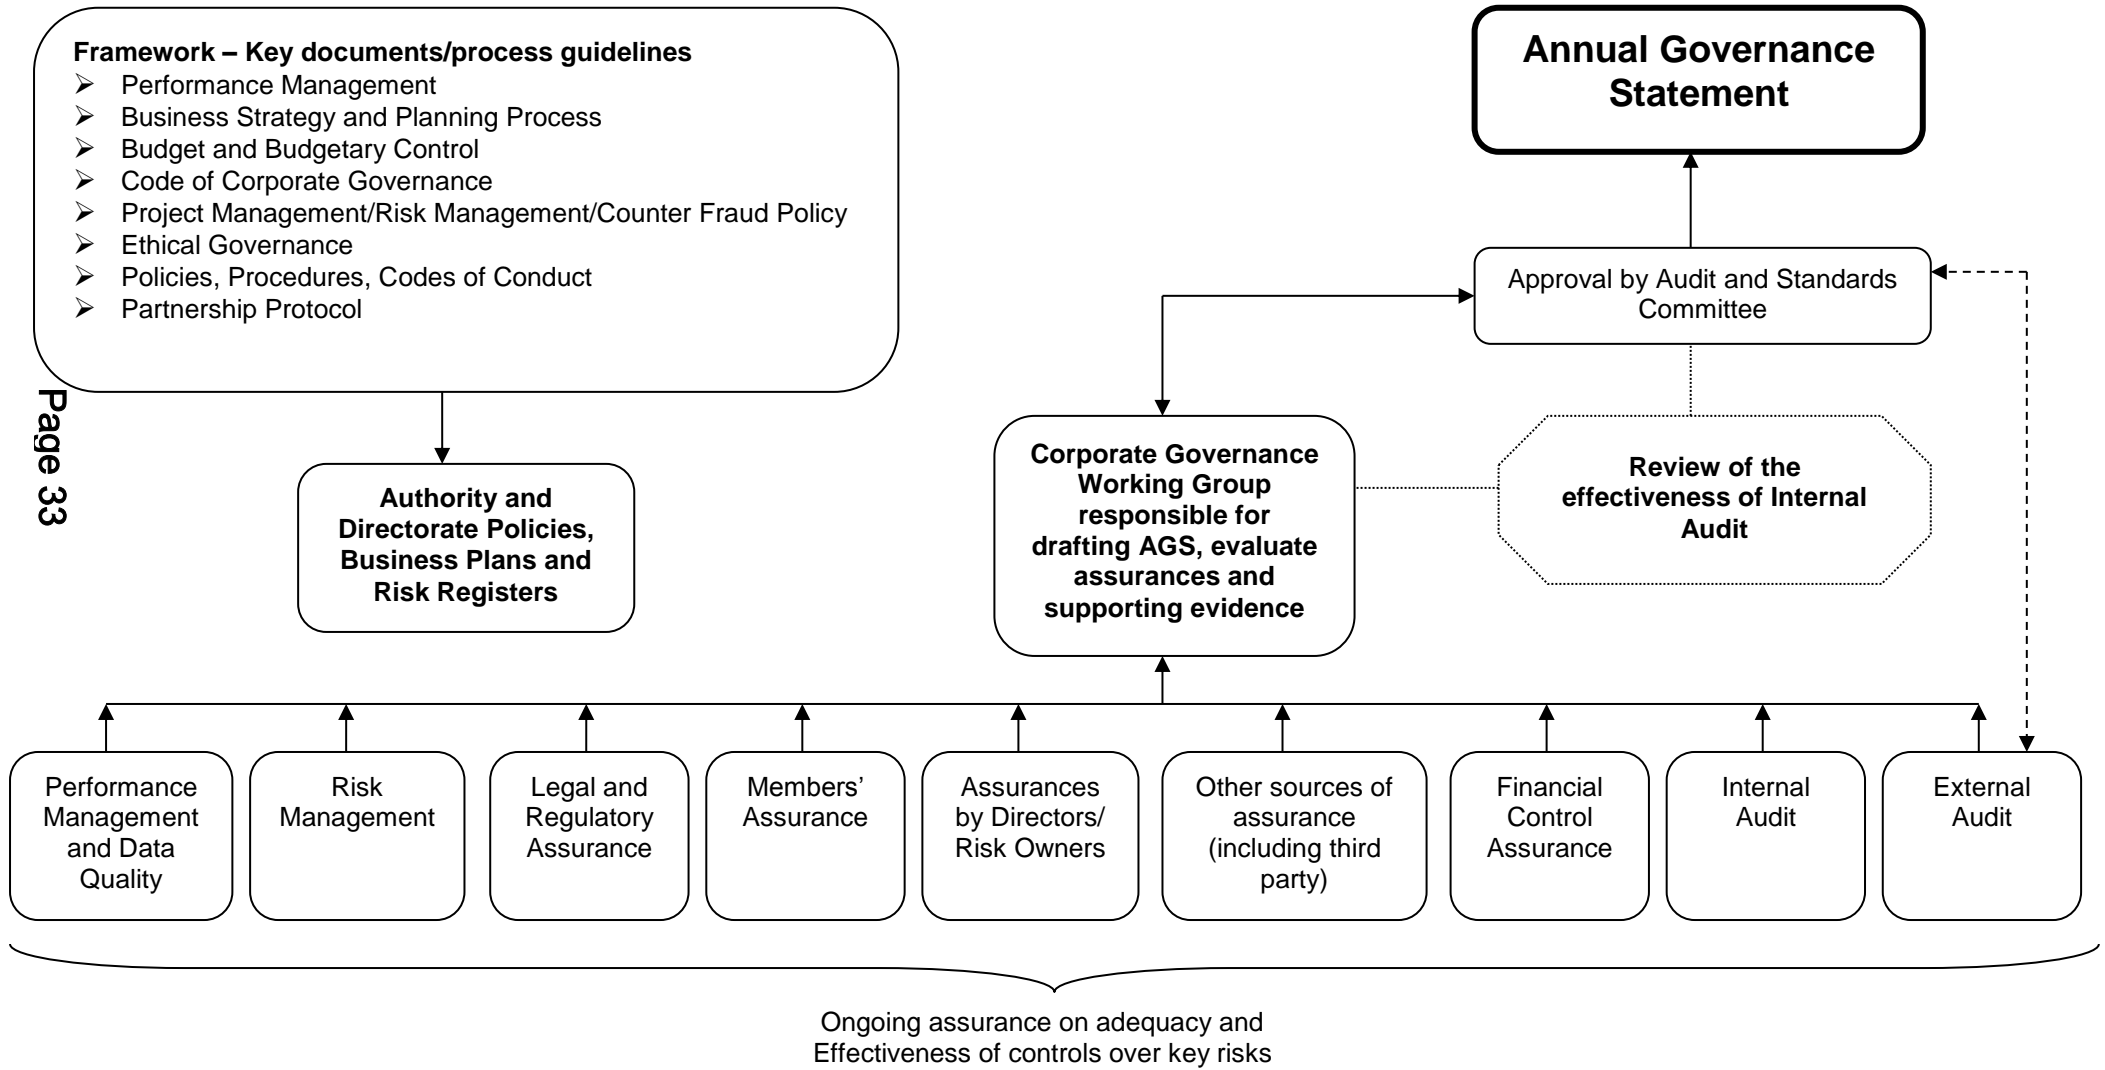 Framework – Key documents/process guidelines
➢ Performance Management
➢ Business Strategy and Planning Process
➢ Budget and Budgetary Control
➢ Code of Corporate Governance
➢ Project Management/Risk Management/Counter Fraud Policy
➢ Ethical Governance
➢ Policies, Procedures, Codes of Conduct
➢ Partnership Protocol
Annual Governance
Statement
Approval by Audit and Standards
Committee
Page 33
Authority and
Directorate Policies,
Business Plans and
Risk Registers
Corporate Governance
Working Group
responsible for
drafting AGS, evaluate
assurances and
supporting evidence
Review of the
effectiveness of Internal
Audit
Performance
Management
and Data
Quality
Risk
Management
Legal and
Regulatory
Assurance
Members’
Assurance
Assurances
by Directors/
Risk Owners
Other sources of
assurance
(including third
party)
Financial
Control
Assurance
Internal
Audit
External
Audit
Ongoing assurance on adequacy and
Effectiveness of controls over key risks